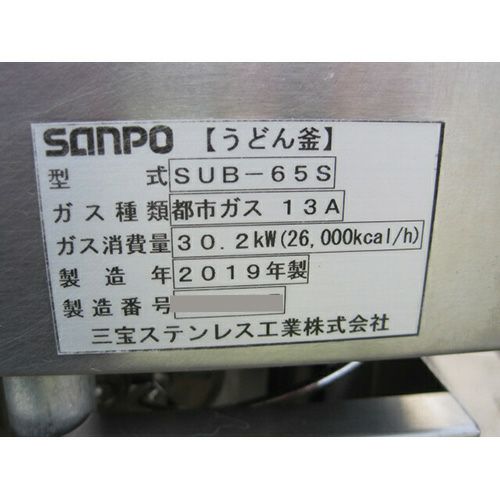 SANPO 【うどん釜】
型 式 SUB-65S
ガス種類 都市ガス 13A
ガス消費量 30.2kW(26,000kcal/h)
製造年 2019年製
製造番号
三宝ステンレス工業株式会社